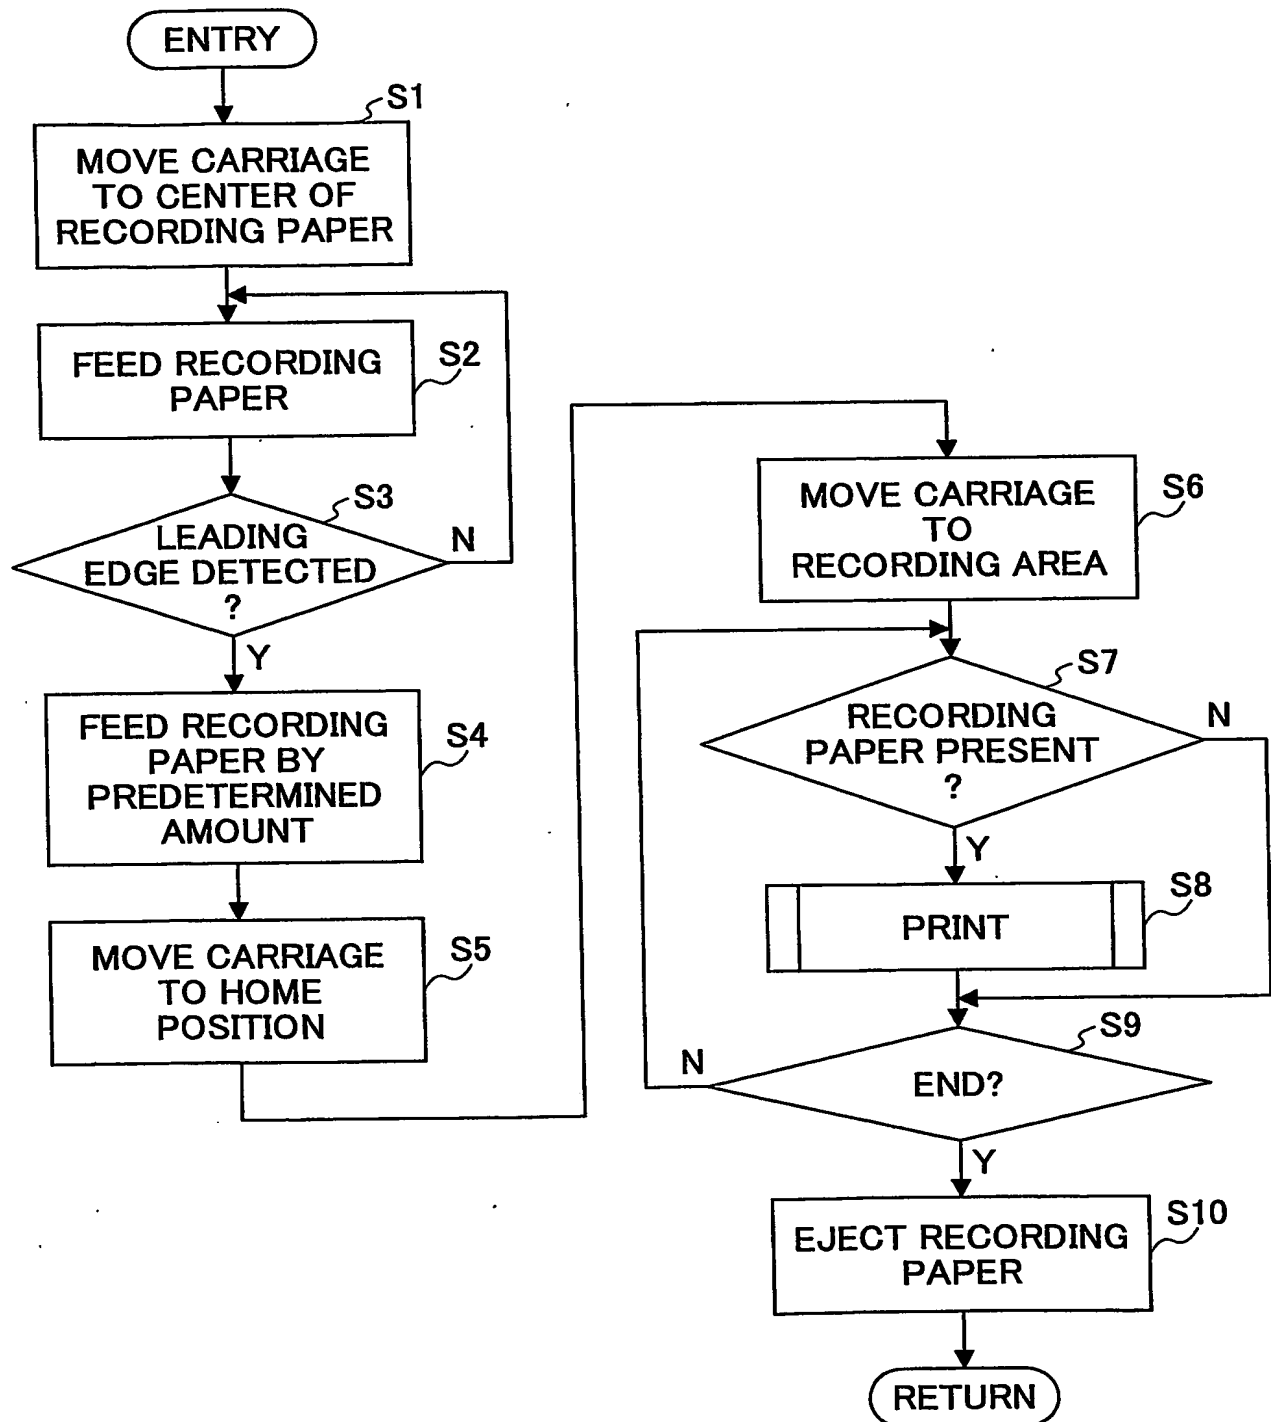 ENTRY
S1
MOVE CARRIAGE
TO CENTER OF
RECORDING PAPER
S2
FEED RECORDING
PAPER
S3
LEADING
EDGE DETECTED
?
N
Y
S4
FEED RECORDING
PAPER BY
PREDETERMINED
AMOUNT
S5
MOVE CARRIAGE
TO HOME
POSITION
S6
MOVE CARRIAGE
TO
RECORDING AREA
S7
RECORDING
PAPER PRESENT
?
N
Y
S8
PRINT
S9
END?
N
Y
S10
EJECT RECORDING
PAPER
RETURN